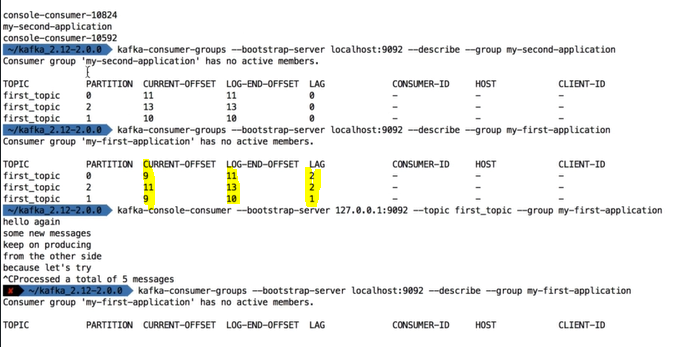 console-consumer-10824
my-second-application
console-consumer-10592
~/kafka_2.12-2.0.0 kafka-consumer-groups --bootstrap-server localhost:9092 --describe --group my-second-application
Consumer group 'my-second-application' has no active members.
TOPIC PARTITION CURRENT-OFFSET LOG-END-OFFSET LAG CONSUMER-ID HOST CLIENT-ID
first_topic 0 11 11 0 - - -
first_topic 2 13 13 0 - - -
first_topic 1 10 10 0 - - -
~/kafka_2.12-2.0.0 kafka-consumer-groups --bootstrap-server localhost:9092 --describe --group my-first-application
Consumer group 'my-first-application' has no active members.
TOPIC PARTITION CURRENT-OFFSET LOG-END-OFFSET LAG CONSUMER-ID HOST CLIENT-ID
first_topic 0 9 11 2 - - -
first_topic 2 11 13 2 - - -
first_topic 1 9 10 1 - - -
~/kafka_2.12-2.0.0 kafka-console-consumer --bootstrap-server 127.0.0.1:9092 --topic first_topic --group my-first-application
hello again
some new messages
keep on producing
from the other side
because let's try
^CProcessed a total of 5 messages
✘ ~/kafka_2.12-2.0.0 kafka-consumer-groups --bootstrap-server localhost:9092 --describe --group my-first-application
Consumer group 'my-first-application' has no active members.
TOPIC PARTITION CURRENT-OFFSET LOG-END-OFFSET LAG CONSUMER-ID HOST CLIENT-ID